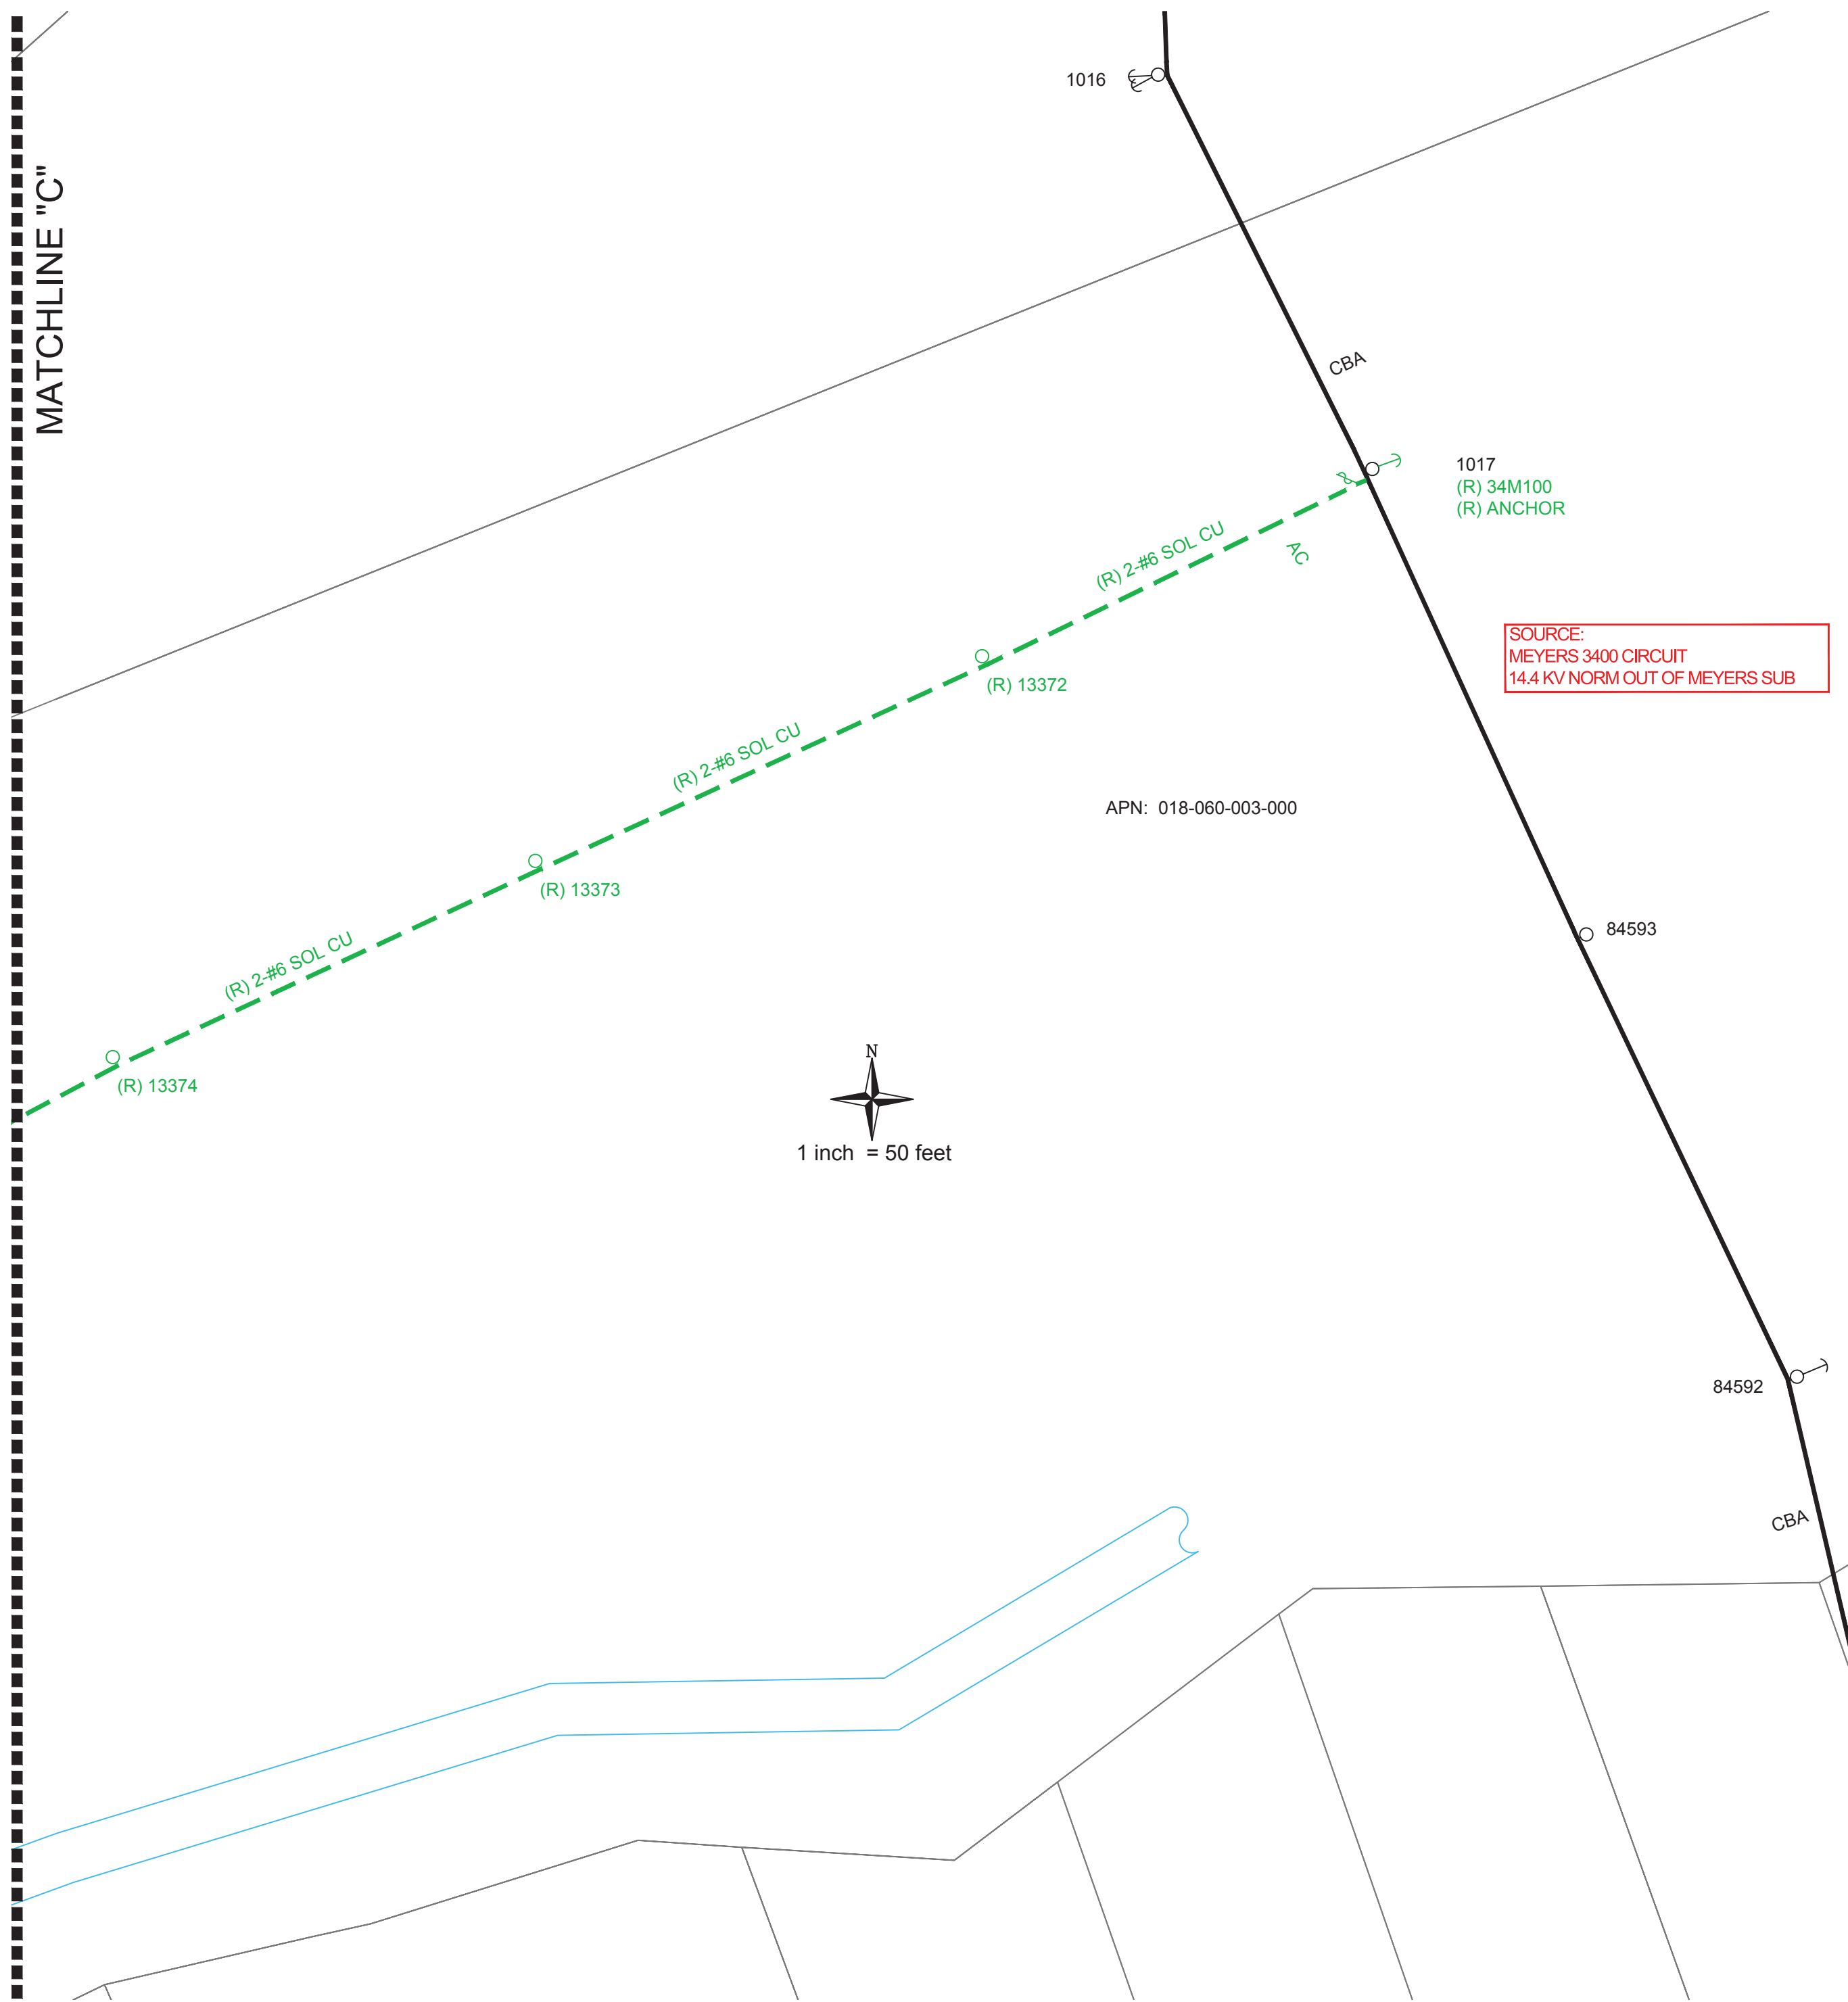 1016
MATCHLINE "C"
CBA
1017
(R) 34M100
(R) ANCHOR
(R) 2-#6 SOL CU
AC
SOURCE:
MEYERS 3400 CIRCUIT
14.4 KV NORM OUT OF MEYERS SUB
(R) 13372
(R) 2-#6 SOL CU
APN: 018-060-003-000
(R) 13373
84593
(R) 2-#6 SOL CU
N
(R) 13374
1 inch = 50 feet
84592
CBA